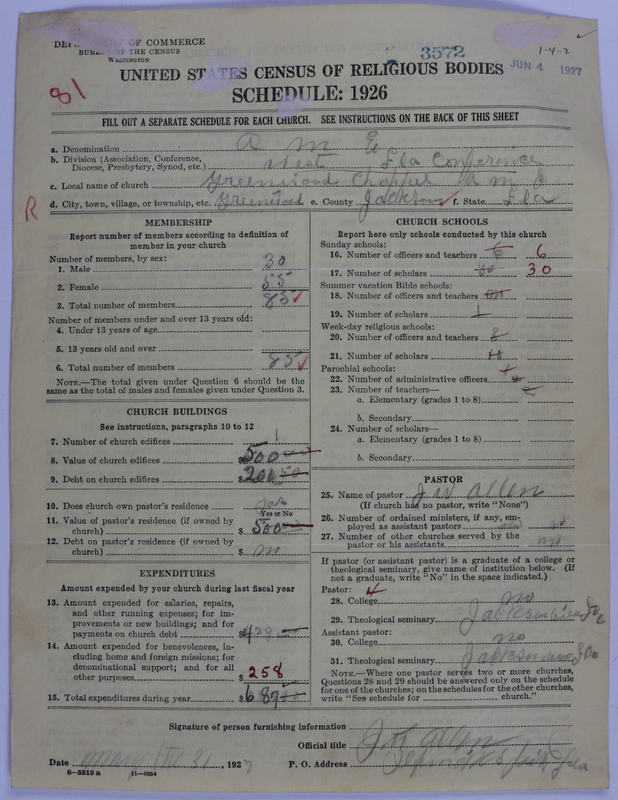 DEPARTMENT OF COMMERCE
BUREAU OF THE CENSUS
WASHINGTON
3572
1-4-2
JUN 4 1927
81
UNITED STATES CENSUS OF RELIGIOUS BODIES
SCHEDULE: 1926
FILL OUT A SEPARATE SCHEDULE FOR EACH CHURCH. SEE INSTRUCTIONS ON THE BACK OF THIS SHEET
a. Denomination A M E
b. Division (Association, Conference, Diocese, Presbytery, Synod, etc.) West Fla Conference
c. Local name of church Greenwood Chappel A m E
R
d. City, town, village, or township, etc. Greenwood e. County Jackson f. State Fla
MEMBERSHIP
Report number of members according to definition of member in your church
Number of members, by sex:
1. Male 30
2. Female 55
3. Total number of members 85
Number of members under and over 13 years old:
4. Under 13 years of age
5. 13 years old and over
6. Total number of members 85
NOTE.—The total given under Question 6 should be the same as the total of males and females given under Question 3.
CHURCH BUILDINGS
See instructions, paragraphs 10 to 12
7. Number of church edifices 1
8. Value of church edifices $500
9. Debt on church edifices $200
10. Does church own pastor's residence
Yes or No
11. Value of pastor's residence (if owned by church) $500
12. Debt on pastor's residence (if owned by church) $
EXPENDITURES
Amount expended by your church during last fiscal year
13. Amount expended for salaries, repairs, and other running expenses; for improvements or new buildings; and for payments on church debt $429
14. Amount expended for benevolences, including home and foreign missions; for denominational support; and for all other purposes $258
15. Total expenditures during year $687
CHURCH SCHOOLS
Report here only schools conducted by this church
Sunday schools:
16. Number of officers and teachers 6 6
17. Number of scholars 30
Summer vacation Bible schools:
18. Number of officers and teachers
19. Number of scholars
Week-day religious schools:
20. Number of officers and teachers
21. Number of scholars
Parochial schools:
22. Number of administrative officers
23. Number of teachers—
a. Elementary (grades 1 to 8)
b. Secondary
24. Number of scholars—
a. Elementary (grades 1 to 8)
b. Secondary
PASTOR
25. Name of pastor J W Allen
(If church has no pastor, write "None")
26. Number of ordained ministers, if any, employed as assistant pastors no
27. Number of other churches served by the pastor or his assistants
If pastor (or assistant pastor) is a graduate of a college or theological seminary, give name of institution below. (If not a graduate, write "No" in the space indicated.)
Pastor:
28. College no
29. Theological seminary Jacksonville Fla
Assistant pastor:
30. College no
31. Theological seminary Jacksonville Fla
NOTE.—Where one pastor serves two or more churches, Questions 28 and 29 should be answered only on the schedule for one of the churches; on the schedules for the other churches, write "See schedule for church."
Signature of person furnishing information J W Allen
Official title
Date 31, 1927 P. O. Address Fla
8—5518a 11—9054